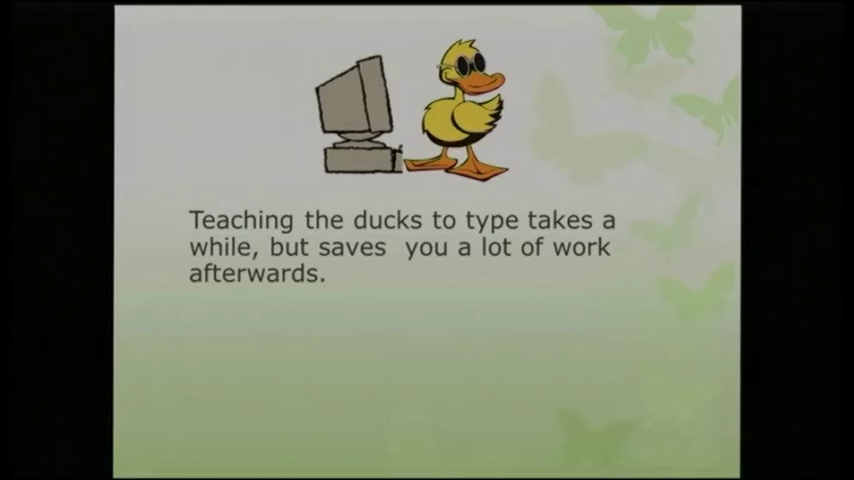 Teaching the ducks to type takes a
while, but saves  you a lot of work
afterwards.